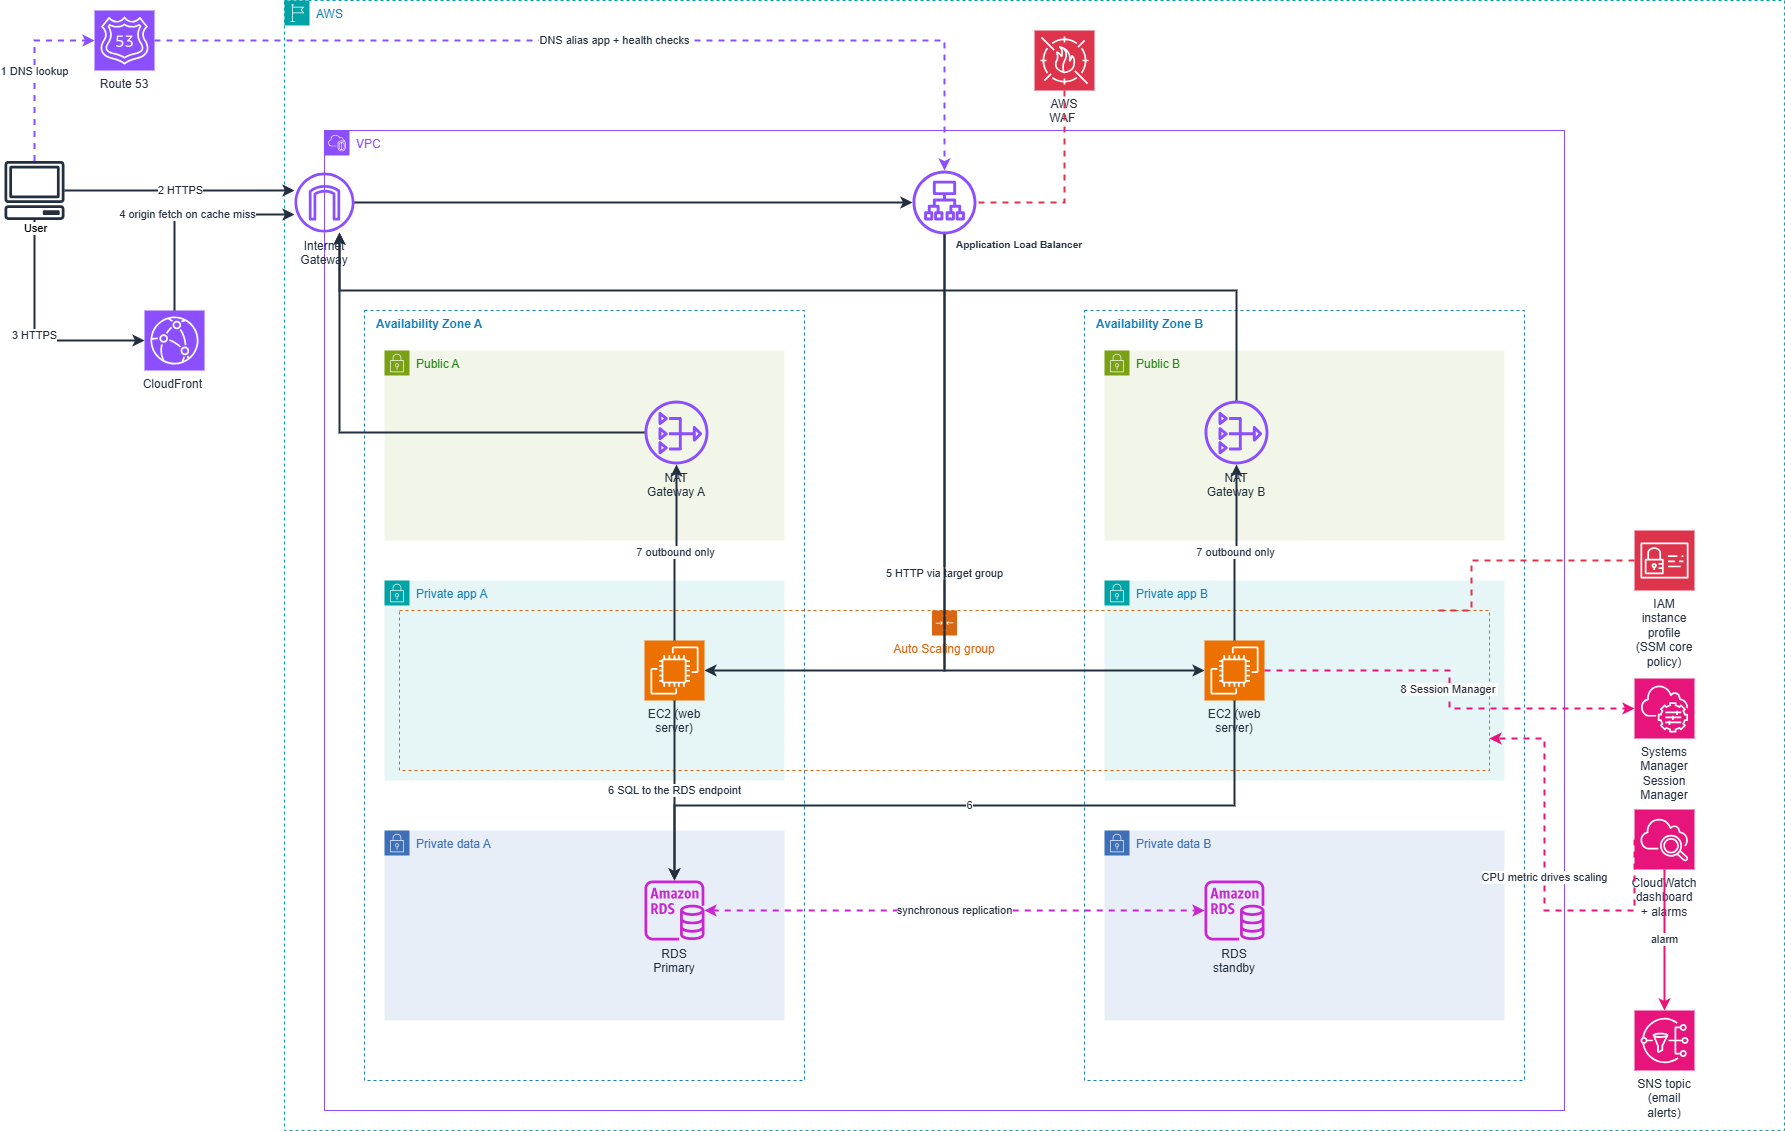 AWS
53
DNS alias app + health checks
1 DNS lookup
Route 53
AWS
WAF
VPC
2 HTTPS
4 origin fetch on cache miss
User
Internet
Gateway
Application Load Balancer
3 HTTPS
CloudFront
Availability Zone A
Availability Zone B
Public A
Public B
NAT
Gateway A
NAT
Gateway B
7 outbound only
7 outbound only
5 HTTP via target group
Private app A
Private app B
IAM
instance
profile
(SSM core
policy)
Auto Scaling group
8 Session Manager
EC2 (web
server)
EC2 (web
server)
Systems
Manager
Session
Manager
6 SQL to the RDS endpoint
6
Private data A
Private data B
CPU metric drives scaling
CloudWatch
dashboard
+ alarms
Amazon
RDS
synchronous replication
Amazon
RDS
RDS
Primary
RDS
standby
alarm
SNS topic
(email
alerts)